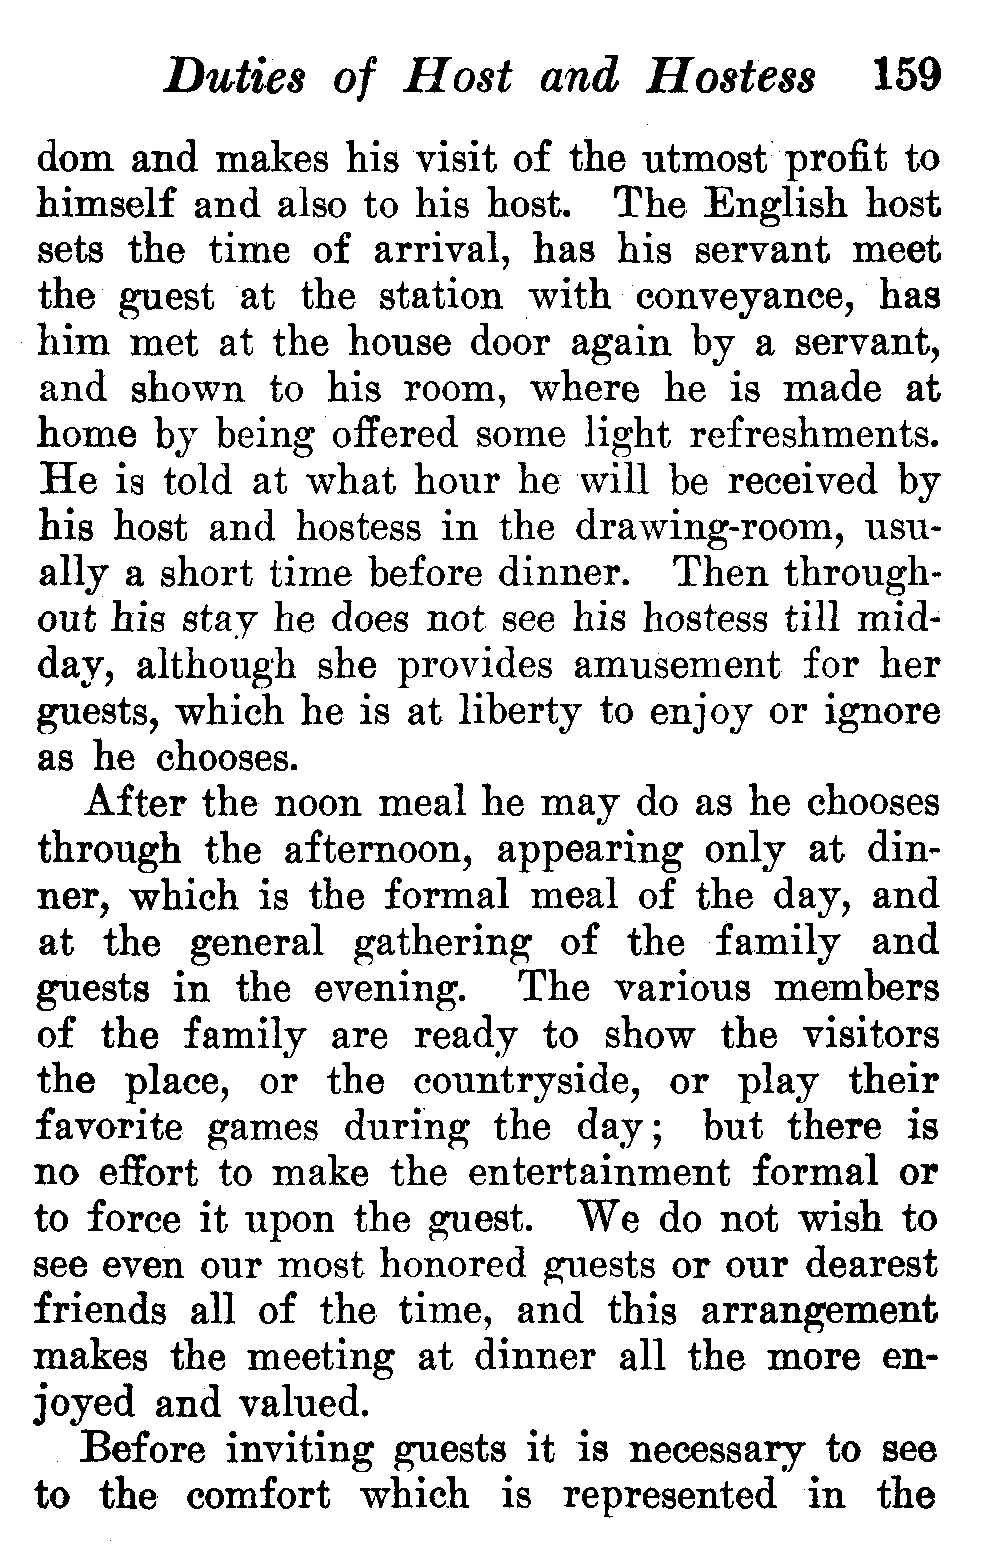 Duties of Host and Hostess 159
dom and makes his visit of the utmost profit to
himself and also to his host. The English host
sets the time of arrival, has his servant meet
the guest at the station with conveyance, has
him met at the house door again by a servant,
and shown to his room, where he is made at
home by being offered some light refreshments.
He is told at what hour he will be received by
his host and hostess in the drawing-room, usu-
ally a short time before dinner. Then through-
out his stay he does not see his hostess till mid-
day, although she provides amusement for her
guests, which he is at liberty to enjoy or ignore
as he chooses.
After the noon meal he may do as he chooses
through the afternoon, appearing only at din-
ner, which is the formal meal of the day, and
at the general gathering of the family and
guests in the evening. The various members
of the family are ready to show the visitors
the place, or the countryside, or play their
favorite games during the day; but there is
no effort to make the entertainment formal or
to force it upon the guest. We do not wish to
see even our most honored guests or our dearest
friends all of the time, and this arrangement
makes the meeting at dinner all the more en-
joyed and valued.
Before inviting guests it is necessary to see
to the comfort which is represented in the